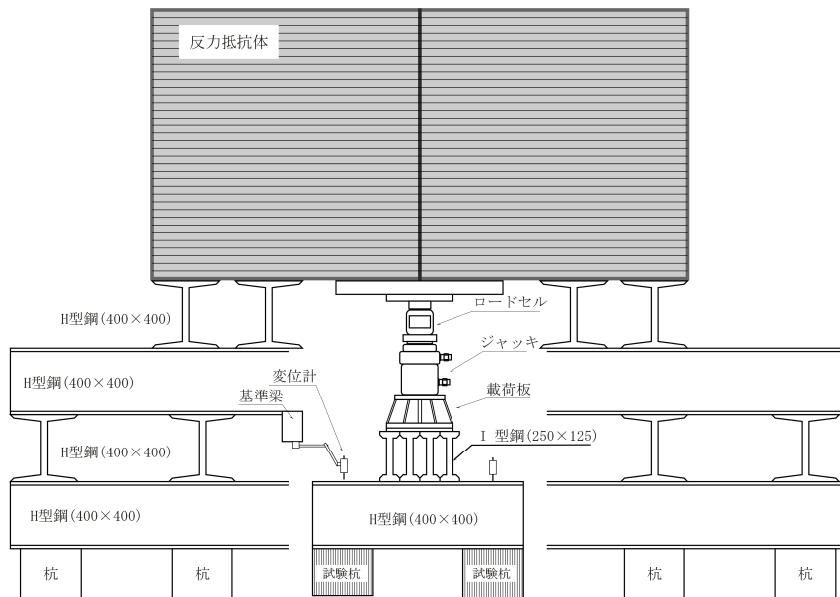 反力抵抗体
ロードセル
H型鋼(400×400)
ジャッキ
変位計
H型鋼(400×400)
載荷板
基準梁
I 型鋼(250×125)
H型鋼(400×400)
H型鋼(400×400)
H型鋼(400×400)
杭
杭
試験杭
試験杭
杭
杭